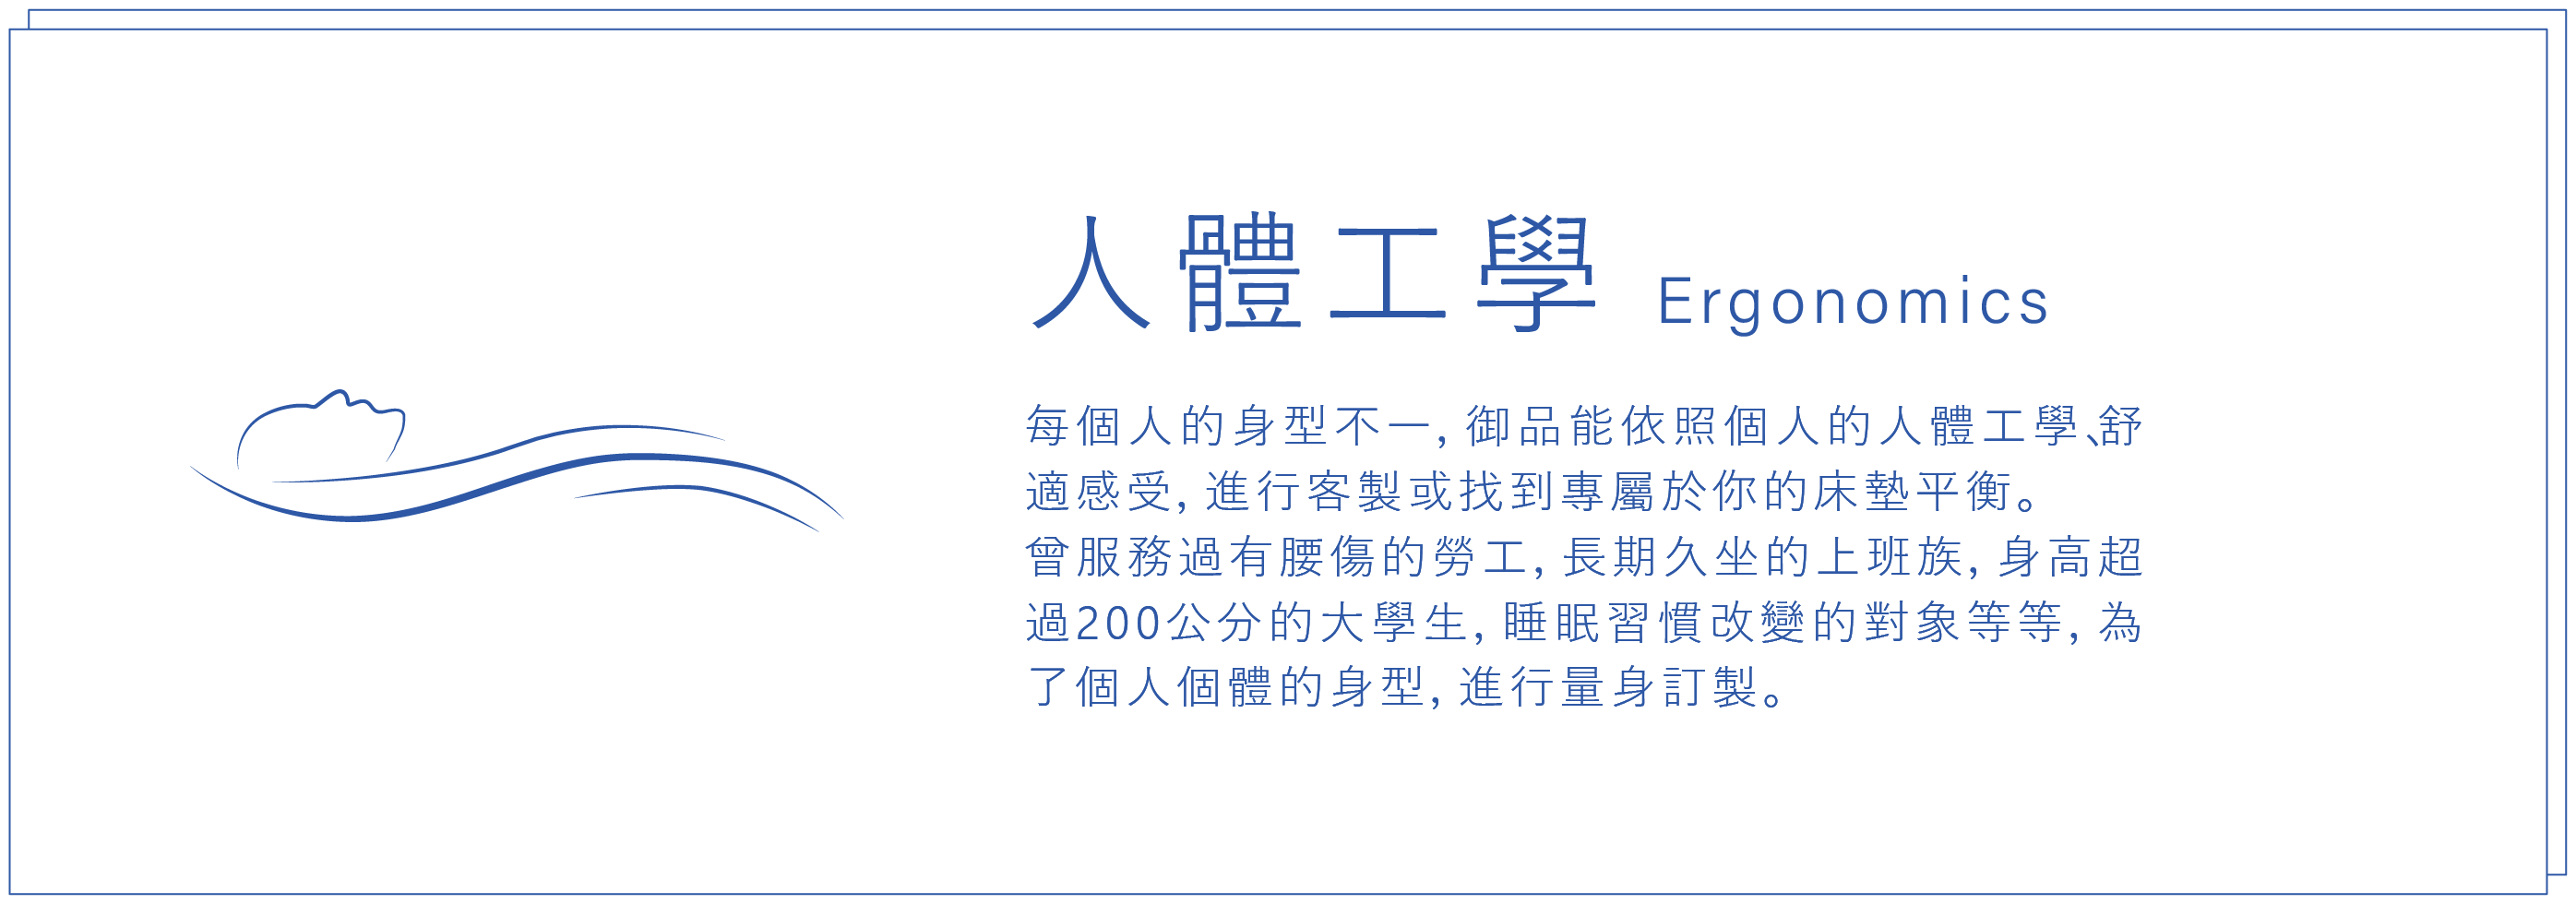 人體工學 Ergonomics
每個人的身型不一，御品能依照個人的人體工學、舒
適感受，進行客製或找到專屬於你的床墊平衡。
曾服務過有腰傷的勞工，長期久坐的上班族，身高超
過200公分的大學生，睡眠習慣改變的對象等等，為
了個人個體的身型，進行量身訂製。